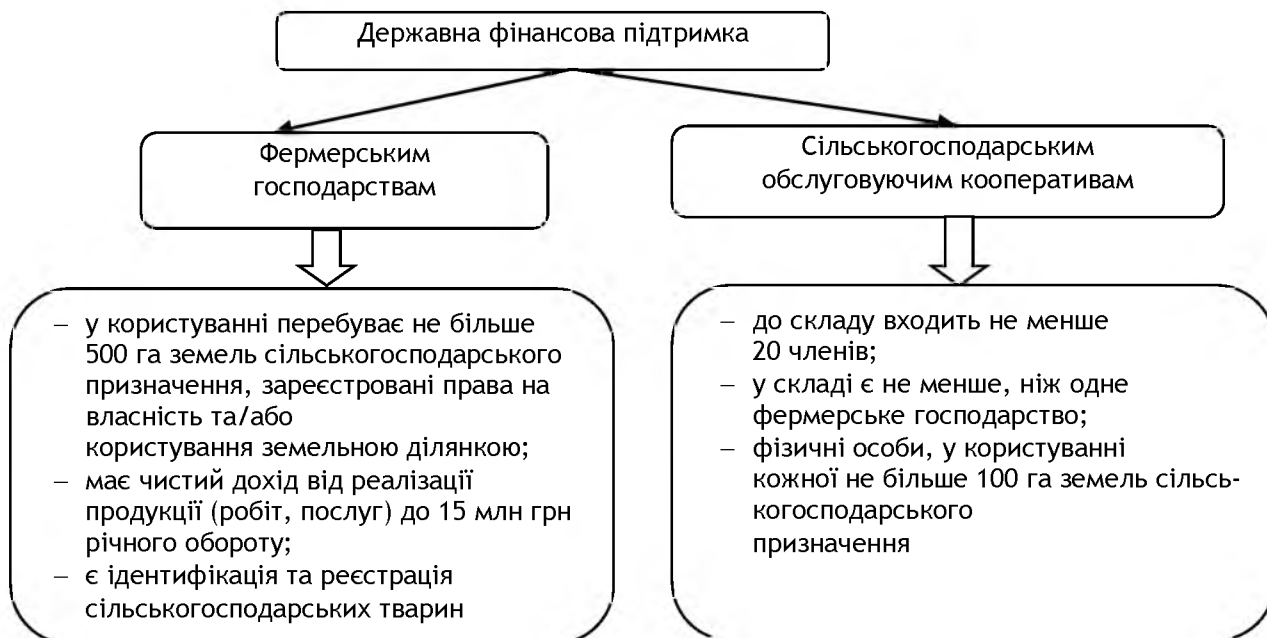 Державна фінансова підтримка
Фермерським
господарствам
Сільськогосподарським
обслуговуючим кооперативам
– у користуванні перебуває не більше
500 га земель сільськогосподарського
призначення, зареєстровані права на
власність та/або
користування земельною ділянкою;
– має чистий дохід від реалізації
продукції (робіт, послуг) до 15 млн грн
річного обороту;
– є ідентифікація та реєстрація
сільськогосподарських тварин
– до складу входить не менше
20 членів;
– у складі є не менше, ніж одне
фермерське господарство;
– фізичні особи, у користуванні
кожної не більше 100 га земель сільсь-
когосподарського
призначення